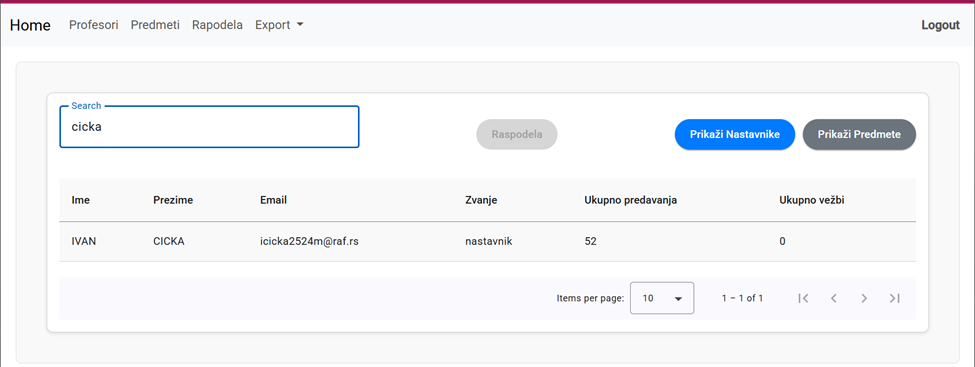 Home Profesori Predmeti Rapodela Export Logout
Search
cicka
Raspodela Prikaži Nastavnike Prikaži Predmete
Ime Prezime Email Zvanje Ukupno predavanja Ukupno vežbi
IVAN CICKA icicka2524m@raf.rs nastavnik 52 0
Items per page: 10 1 – 1 of 1